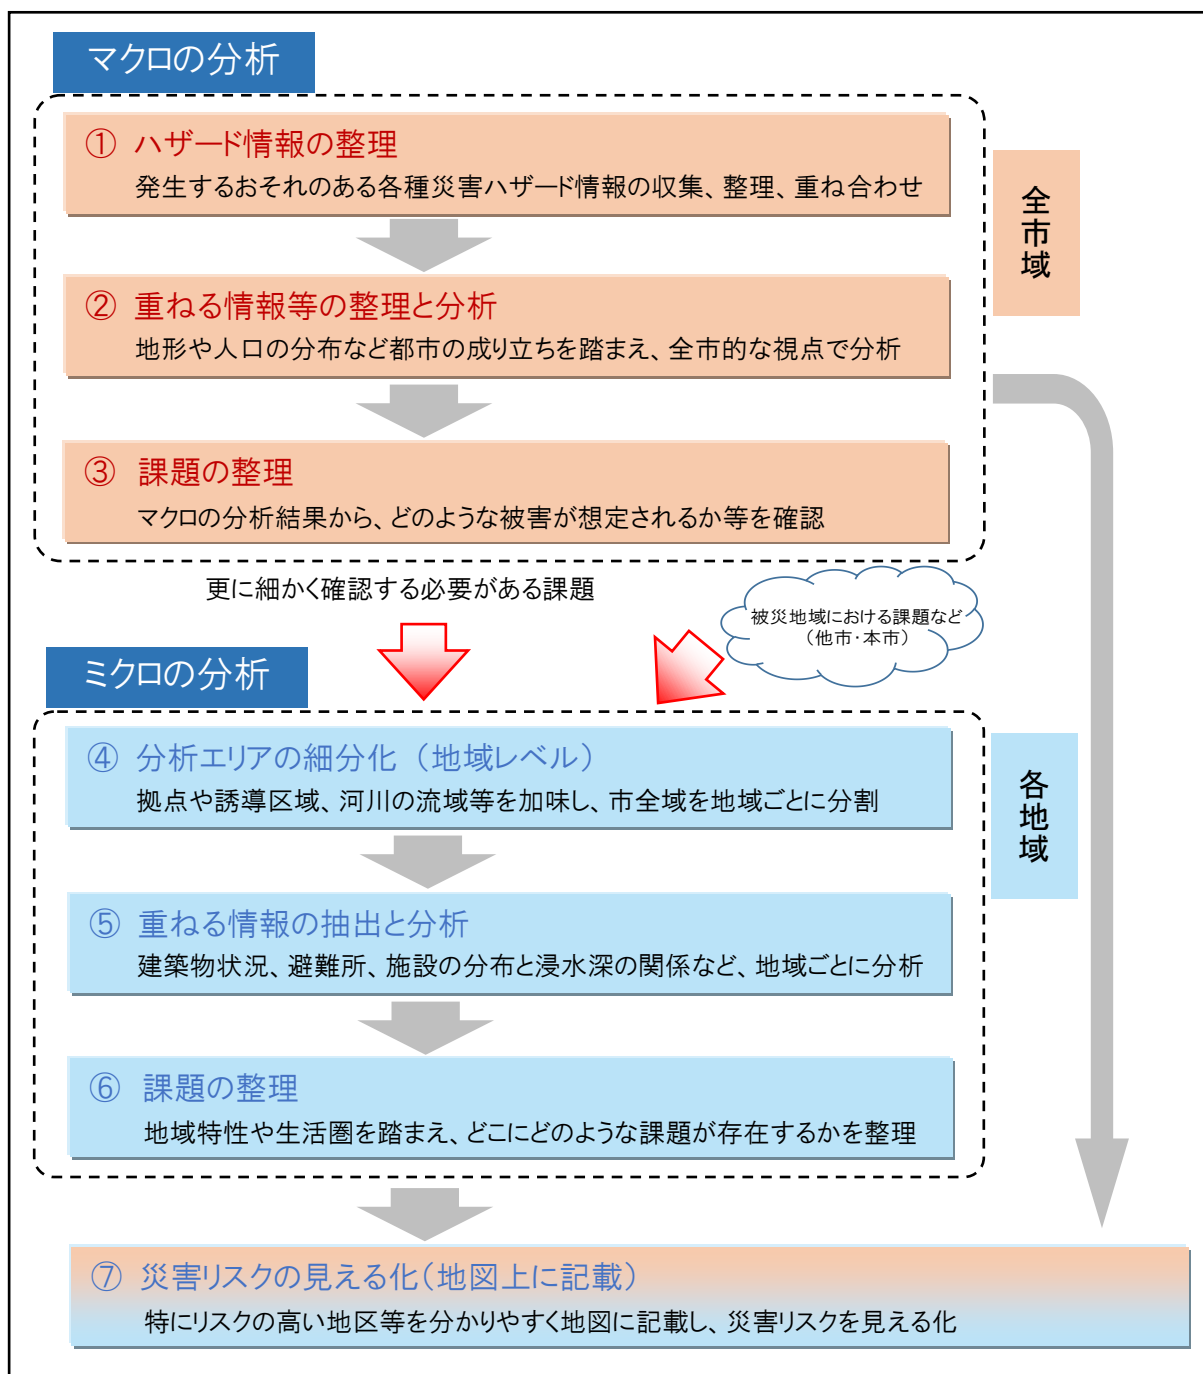 マクロの分析
① ハザード情報の整理
発生するおそれのある各種災害ハザード情報の収集、整理、重ね合わせ
② 重ねる情報等の整理と分析
地形や人口の分布など都市の成り立ちを踏まえ、全市的な視点で分析
③ 課題の整理
マクロの分析結果から、どのような被害が想定されるか等を確認
全市域
更に細かく確認する必要がある課題
被災地域における課題など
（他市・本市）
ミクロの分析
④ 分析エリアの細分化（地域レベル）
拠点や誘導区域、河川の流域等を加味し、市全域を地域ごとに分割
⑤ 重ねる情報の抽出と分析
建築物状況、避難所、施設の分布と浸水深の関係など、地域ごとに分析
⑥ 課題の整理
地域特性や生活圏を踏まえ、どこにどのような課題が存在するかを整理
各地域
⑦ 災害リスクの見える化（地図上に記載）
特にリスクの高い地区等を分かりやすく地図に記載し、災害リスクを見える化